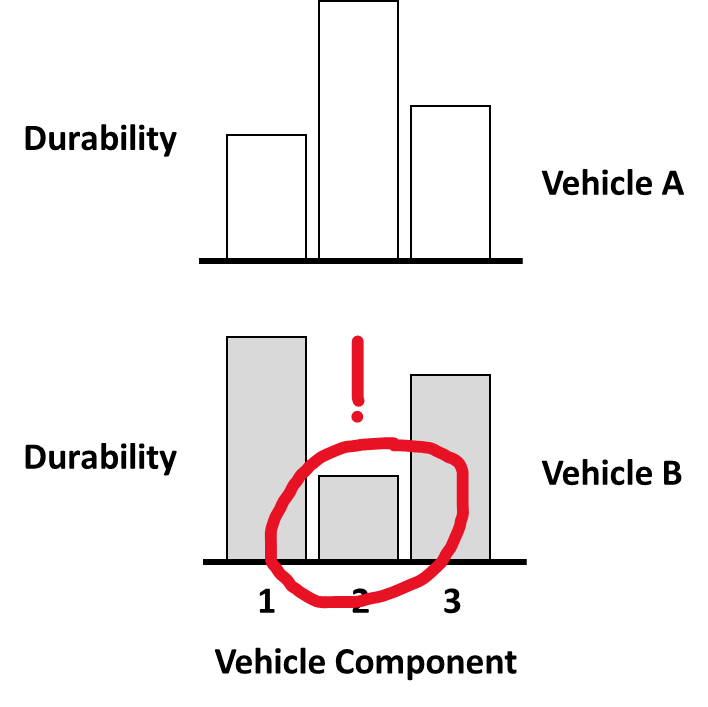 Durability
Vehicle A
!
Durability
Vehicle B
1 2 3
Vehicle Component